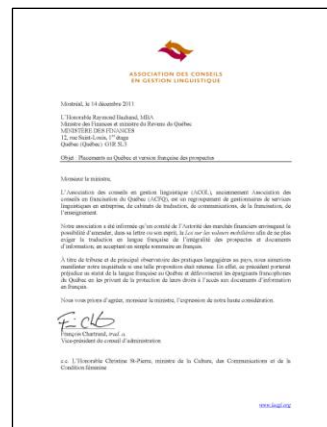 ASSOCIATION DES CONSEILS
EN GESTION LINGUISTIQUE
Montréal, le 14 décembre 2011
L'Honorable Raymond Bachand, MBA
Ministre des Finances et ministre du Revenu du Québec
MINISTÈRE DES FINANCES
12, rue Saint-Louis, 1er étage
Québec (Québec) G1R 5L3
Objet : Placements au Québec et version française des prospectus
Monsieur le ministre,
L'Association des conseils en gestion linguistique (ACGL), anciennement Association des
conseils en francisation du Québec (ACFQ), est un regroupement de gestionnaires de services
linguistiques en entreprise, de cabinets de traduction, de communications, de la francisation, de
l'enseignement.
Notre association a été informée qu'un comité de l'Autorité des marchés financiers envisageait la
possibilité d'amender, dans sa lettre ou son esprit, la Loi sur les valeurs mobilières afin de ne plus
exiger la traduction en langue française de l'intégralité des prospectus et documents
d'information, en acceptant un simple sommaire en français.
À titre de tribune et de principal observatoire des pratiques langagières au pays, nous aimerions
manifester notre inquiétude si une telle proposition était retenue. En effet, ce précédent porterait
préjudice au statut de la langue française au Québec et défavoriserait les épargnants francophones
du Québec en les privant de la protection de leurs droits à l'accès aux documents d'information
en français.
Nous vous prions d'agréer, monsieur le ministre, l'expression de notre haute considération.
François Chartrand, trad. a.
Vice-président du conseil d'administration
c.c. L'Honorable Christine St-Pierre, ministre de la Culture, des Communications et de la
Condition féminine
www.acgl.org